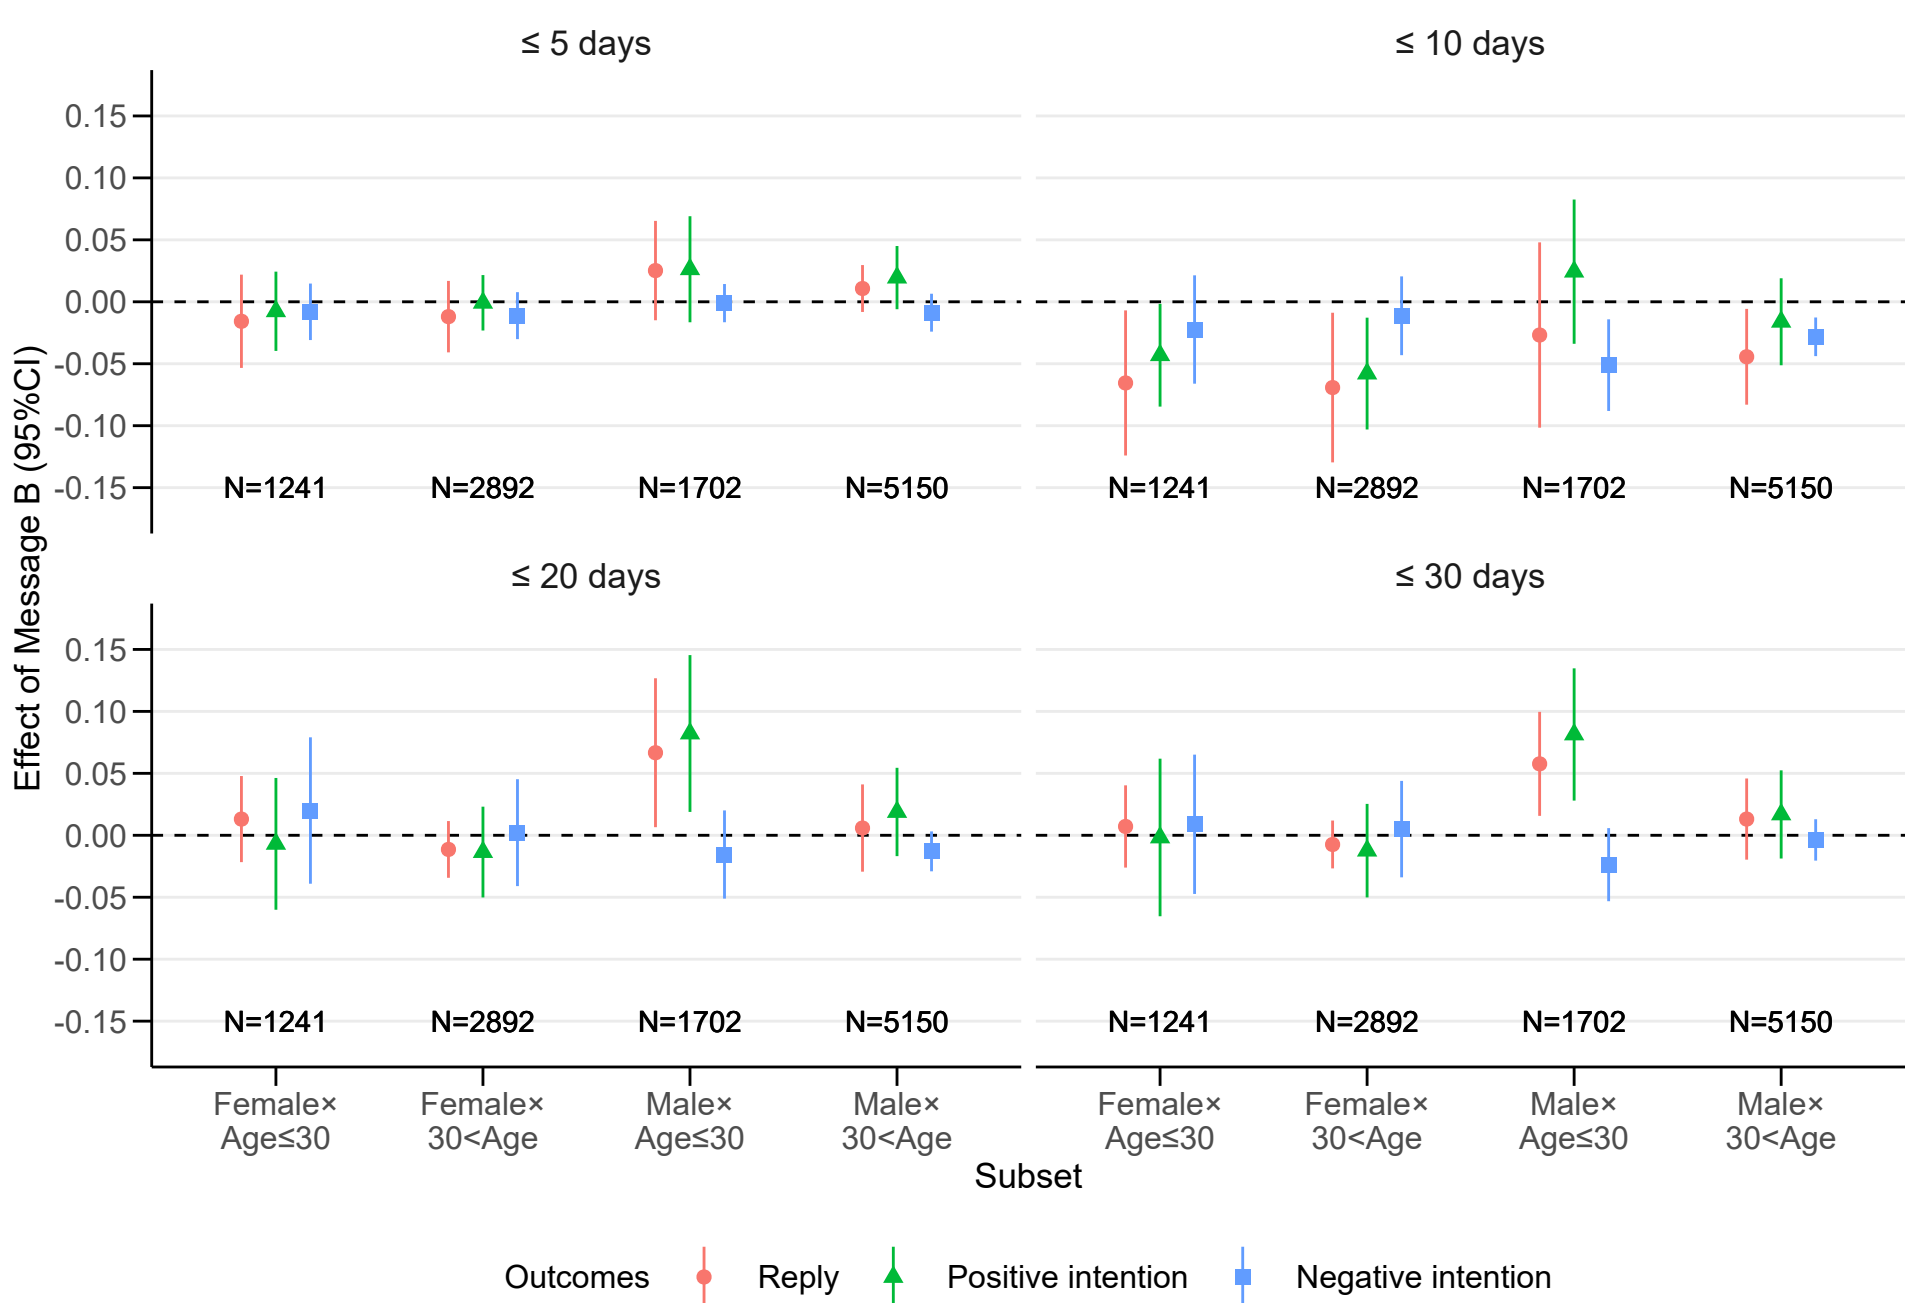 ≤ 5 days
≤ 10 days
0.15
0.10
0.05
0.00
-0.05
-0.10
-0.15
N=1241
N=2892
N=1702
N=5150
N=1241
N=2892
N=1702
N=5150
Effect of Message B (95%CI)
≤ 20 days
≤ 30 days
0.15
0.10
0.05
0.00
-0.05
-0.10
-0.15
N=1241
N=2892
N=1702
N=5150
N=1241
N=2892
N=1702
N=5150
Female×
Age≤30
Female×
30<Age
Male×
Age≤30
Male×
30<Age
Female×
Age≤30
Female×
30<Age
Male×
Age≤30
Male×
30<Age
Subset
Outcomes
Reply
Positive intention
Negative intention